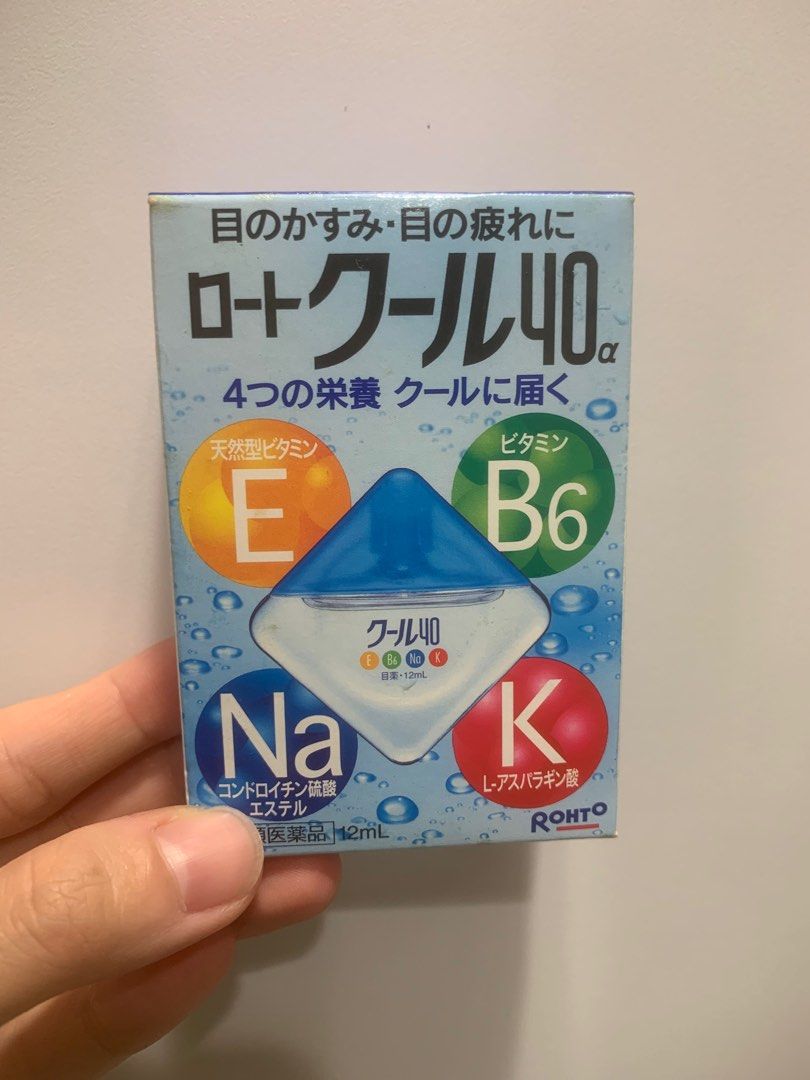 目のかすみ・目の疲れに
ロートクール40α
4つの栄養 クールに届く
天然型ビタミン
E
ビタミン
B6
クール40
E B6 Na K
目薬・12mL
Na
コンドロイチン硫酸
エステル
K
L-アスパラギン酸
医薬品 12mL
ROHTO